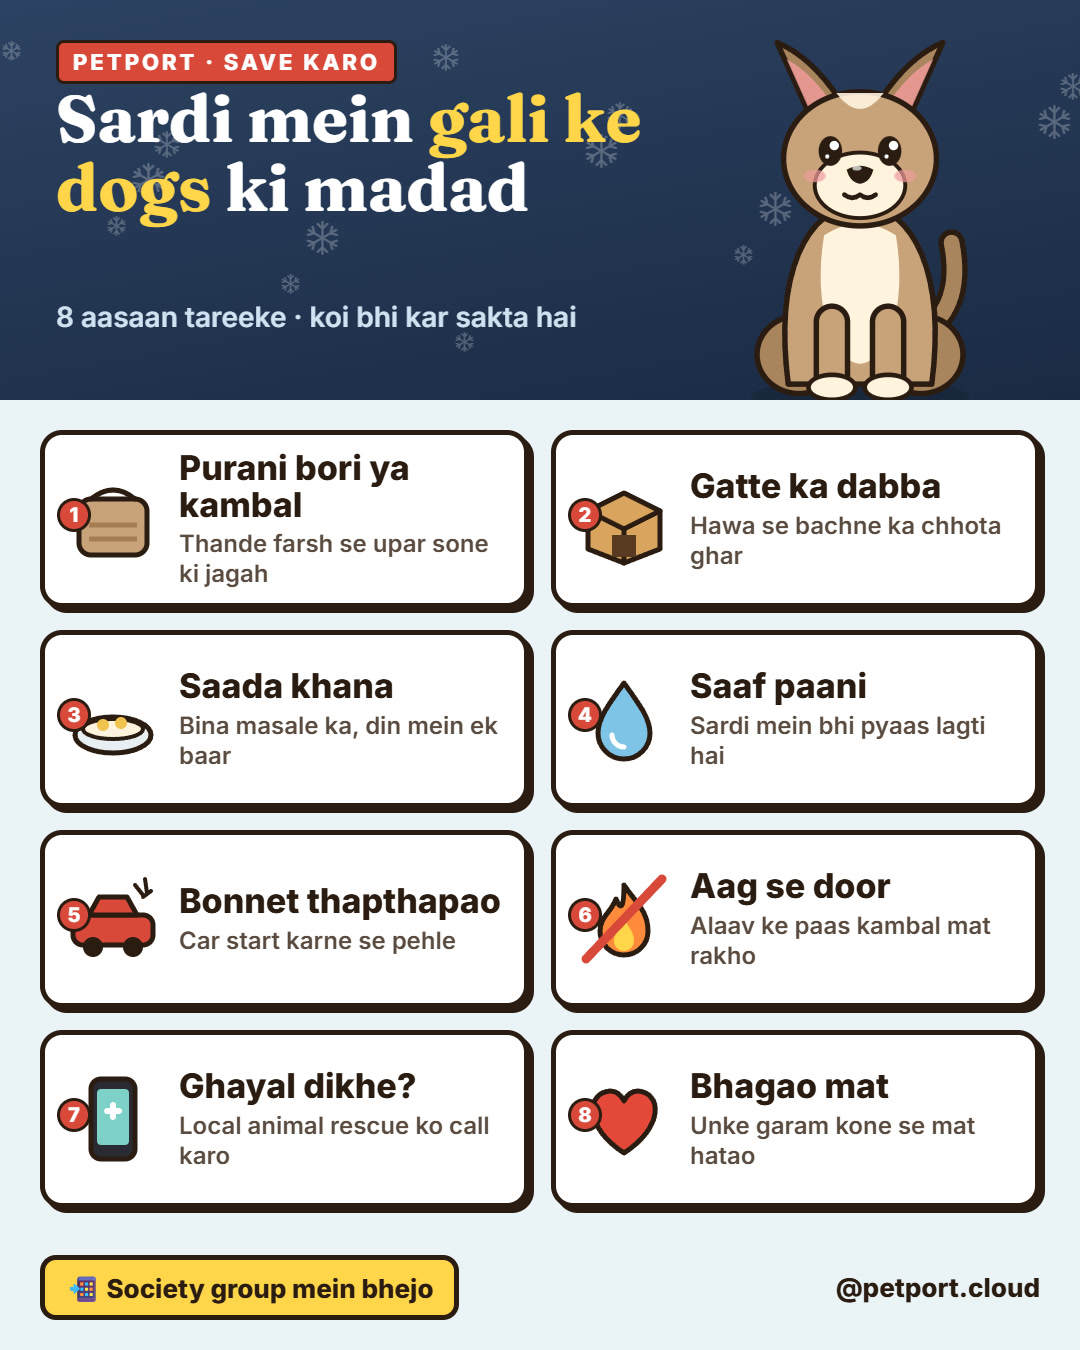 PETPORT · SAVE KARO
Sardi mein gali ke
dogs ki madad
8 aasaan tareeke · koi bhi kar sakta hai
1
Purani bori ya
kambal
Thande farsh se upar sone
ki jagah
2
Gatte ka dabba
Hawa se bachne ka chhota
ghar
3
Saada khana
Bina masale ka, din mein ek
baar
4
Saaf paani
Sardi mein bhi pyaas lagti
hai
5
Bonnet thapthapao
Car start karne se pehle
6
Aag se door
Alaav ke paas kambal mat
rakho
7
Ghayal dikhe?
Local animal rescue ko call
karo
8
Bhagao mat
Unke garam kone se mat
hatao
Society group mein bhejo
@petport.cloud